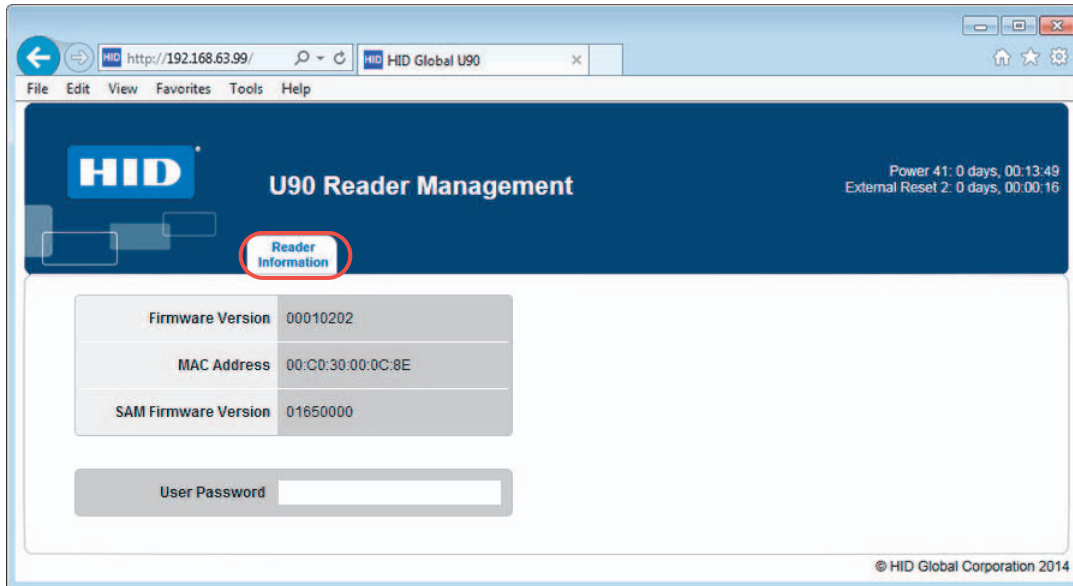 HID http://192.168.63.99/
HID HID Global U90
File Edit View Favorites Tools Help
HID
U90 Reader Management
Power 41: 0 days, 00:13:49
External Reset 2: 0 days, 00:00:16
Reader
Information
Firmware Version 00010202
MAC Address 00:C0:30:00:0C:8E
SAM Firmware Version 01650000
User Password
© HID Global Corporation 2014